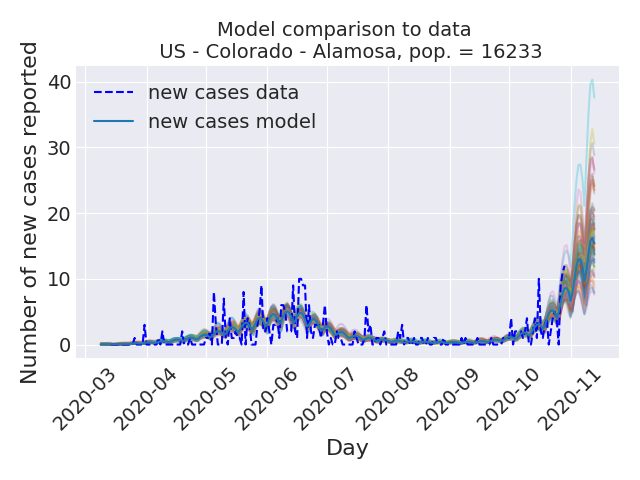 Model comparison to data
US - Colorado - Alamosa, pop. = 16233
new cases data
new cases model
Number of new cases reported
40
30
20
10
0
2020-03
2020-04
2020-05
2020-06
2020-07
2020-08
2020-09
2020-10
2020-11
Day